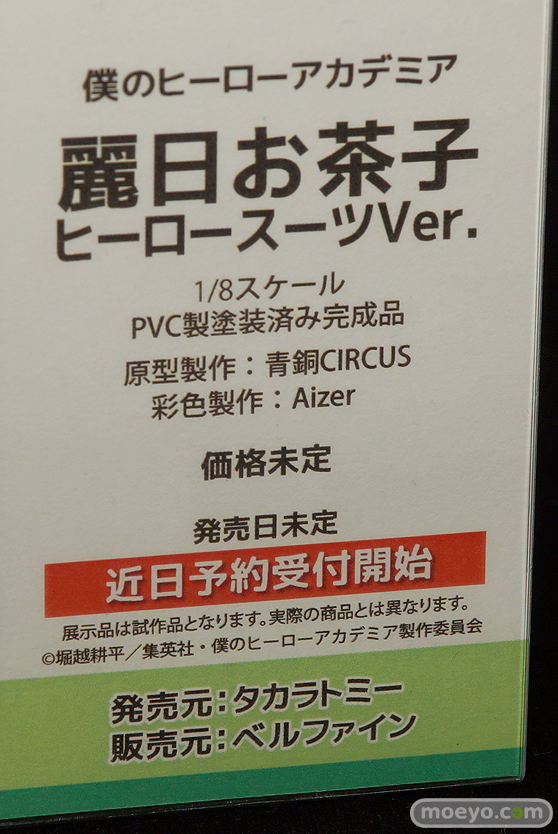 僕のヒーローアカデミア
麗日お茶子
ヒーロースーツVer.
1/8スケール
PVC製塗装済み完成品
原型製作：青銅CIRCUS
彩色製作：Aizer
価格未定
発売日未定
近日予約受付開始
展示品は試作品となります。実際の商品とは異なります。
©堀越耕平／集英社・僕のヒーローアカデミア製作委員会
発売元：タカラトミー
販売元：ベルファイン
moeyo.com